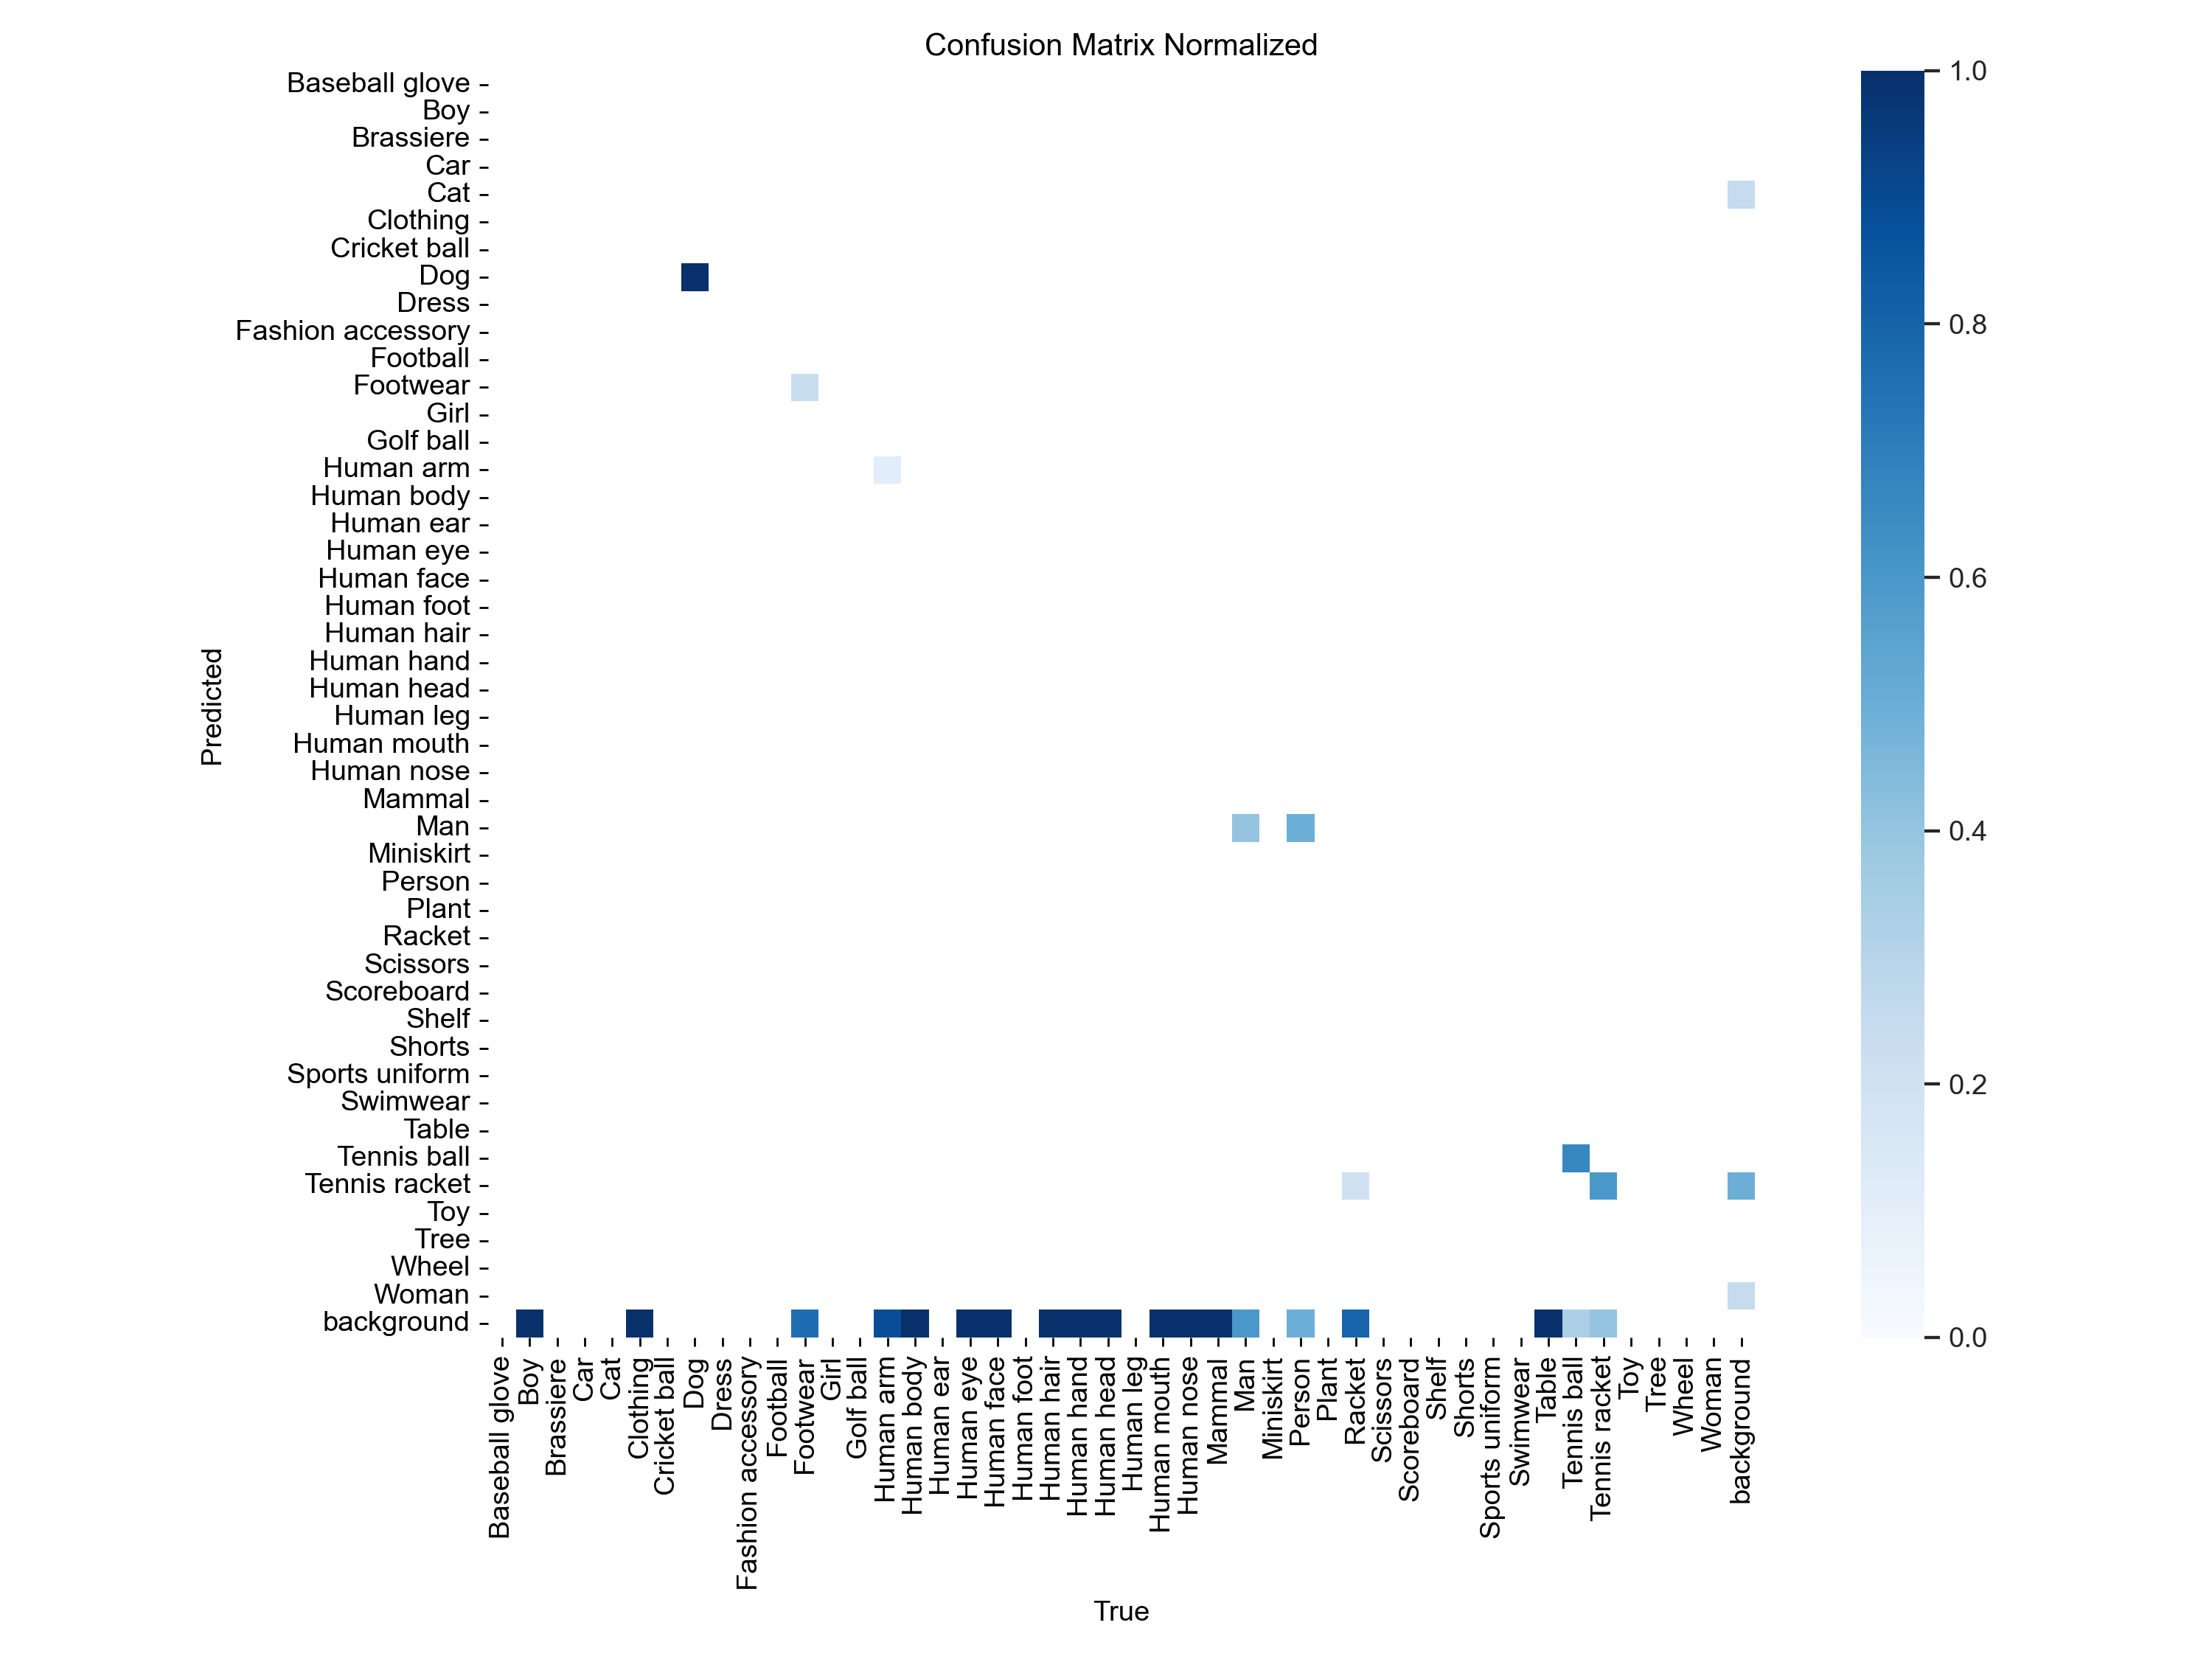 Confusion Matrix Normalized
Predicted
Baseball glove
Boy
Brassiere
Car
Cat
Clothing
Cricket ball
Dog
Dress
Fashion accessory
Football
Footwear
Girl
Golf ball
Human arm
Human body
Human ear
Human eye
Human face
Human foot
Human hair
Human hand
Human head
Human leg
Human mouth
Human nose
Mammal
Man
Miniskirt
Person
Plant
Racket
Scissors
Scoreboard
Shelf
Shorts
Sports uniform
Swimwear
Table
Tennis ball
Tennis racket
Toy
Tree
Wheel
Woman
background
Baseball glove
Boy
Brassiere
Car
Cat
Clothing
Cricket ball
Dog
Dress
Fashion accessory
Football
Footwear
Girl
Golf ball
Human arm
Human body
Human ear
Human eye
Human face
Human foot
Human hair
Human hand
Human head
Human leg
Human mouth
Human nose
Mammal
Man
Miniskirt
Person
Plant
Racket
Scissors
Scoreboard
Shelf
Shorts
Sports uniform
Swimwear
Table
Tennis ball
Tennis racket
Toy
Tree
Wheel
Woman
background
True
1.0
0.8
0.6
0.4
0.2
0.0